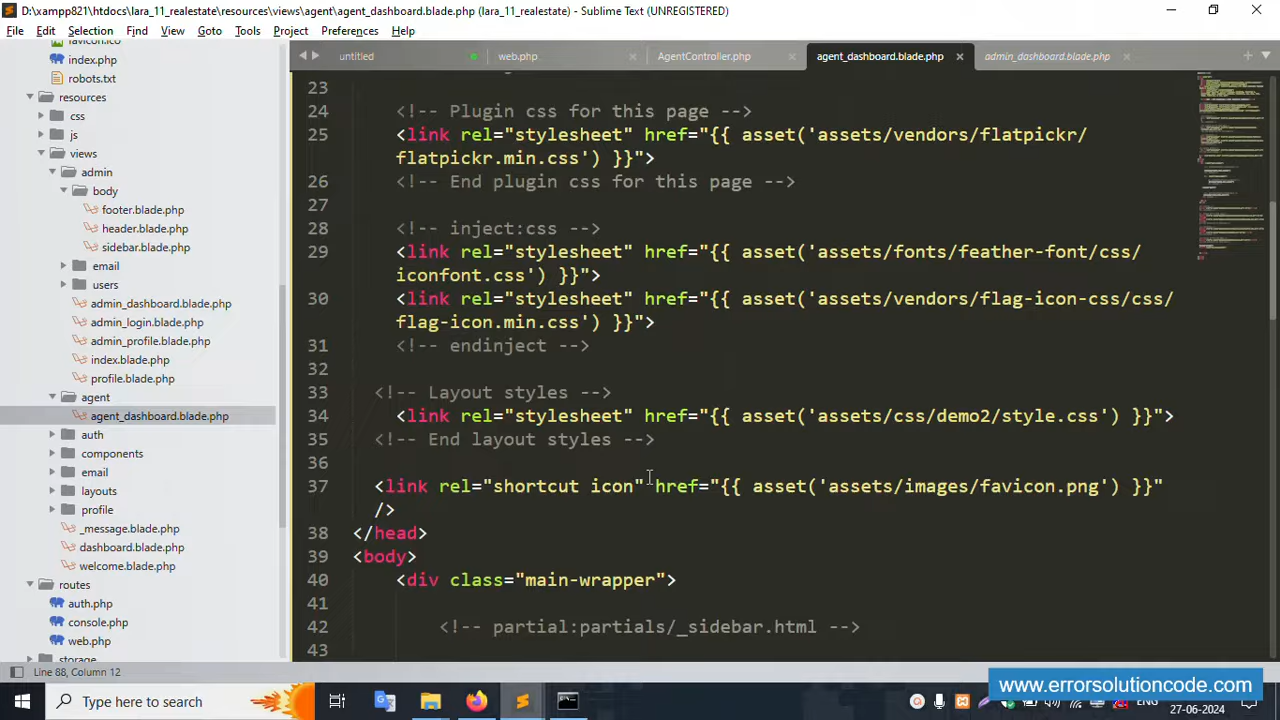 D:\xampp821\htdocs\lara_11_realestate\resources\views\agent\agent_dashboard.blade.php (lara_11_realestate) - Sublime Text (UNREGISTERED)
File Edit Selection Find View Goto Tools Project Preferences Help
untitled web.php AgentController.php agent_dashboard.blade.php admin_dashboard.blade.php
favicon.ico
index.php
robots.txt
resources
css
js
views
admin
body
footer.blade.php
header.blade.php
sidebar.blade.php
email
users
admin_dashboard.blade.php
admin_login.blade.php
admin_profile.blade.php
index.blade.php
profile.blade.php
agent
agent_dashboard.blade.php
auth
components
email
layouts
profile
_message.blade.php
dashboard.blade.php
welcome.blade.php
routes
auth.php
console.php
web.php
storage
23
24 <!-- Plugin css for this page -->
25 <link rel="stylesheet" href="{{ asset('assets/vendors/flatpickr/
flatpickr.min.css') }}">
26 <!-- End plugin css for this page -->
27
28 <!-- inject:css -->
29 <link rel="stylesheet" href="{{ asset('assets/fonts/feather-font/css/
iconfont.css') }}">
30 <link rel="stylesheet" href="{{ asset('assets/vendors/flag-icon-css/css/
flag-icon.min.css') }}">
31 <!-- endinject -->
32
33 <!-- Layout styles -->
34 <link rel="stylesheet" href="{{ asset('assets/css/demo2/style.css') }}">
35 <!-- End layout styles -->
36
37 <link rel="shortcut icon" href="{{ asset('assets/images/favicon.png') }}"
/>
38 </head>
39 <body>
40 <div class="main-wrapper">
41
42 <!-- partial:partials/_sidebar.html -->
43
Line 88, Column 12
www.errorsolutioncode.com
Type here to search
ENG
27-06-2024